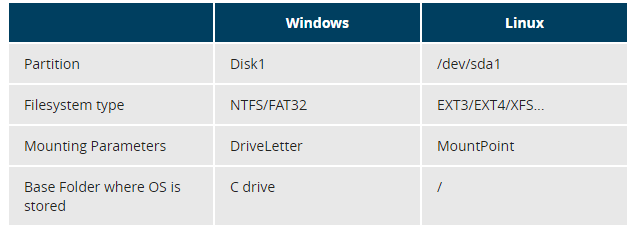 Windows Linux
Partition Disk1 /dev/sda1
Filesystem type NTFS/FAT32 EXT3/EXT4/XFS...
Mounting Parameters DriveLetter MountPoint
Base Folder where OS is C drive /
stored